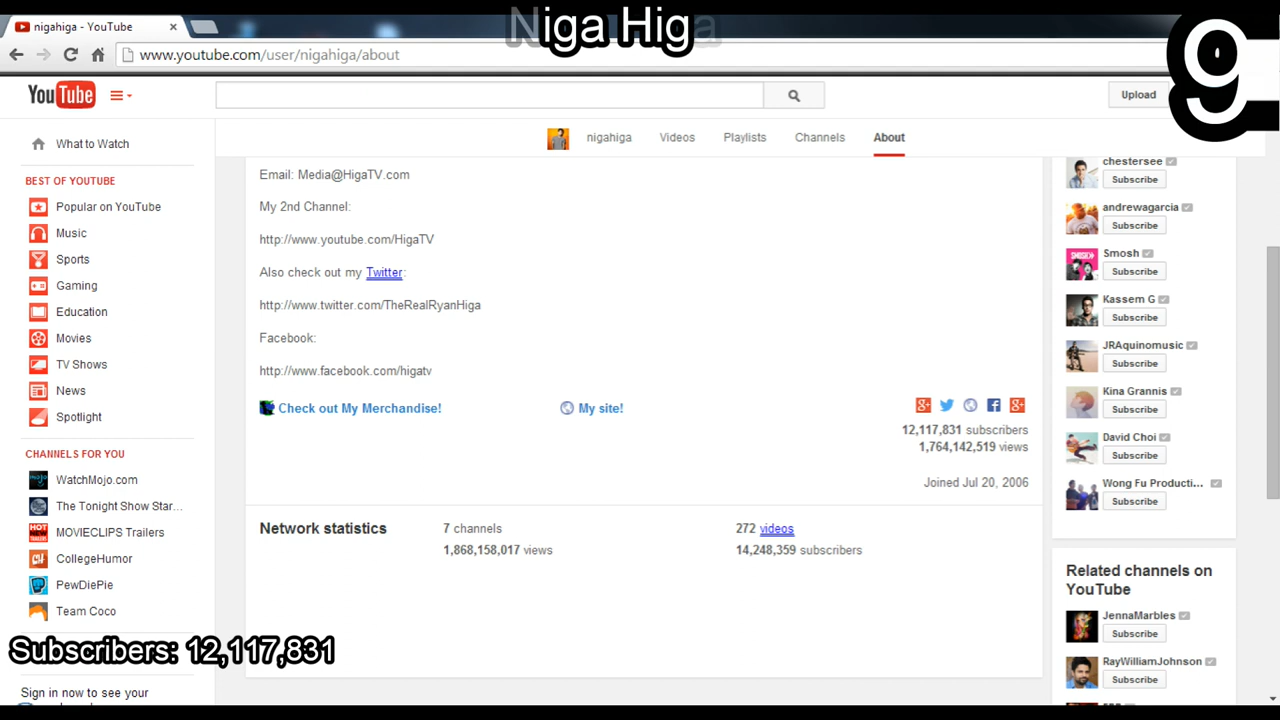 nigahiga - YouTube
Niga Higa
www.youtube.com/user/nigahiga/about
9
YouTube
Upload
nigahiga Videos Playlists Channels About
What to Watch
BEST OF YOUTUBE
Popular on YouTube
Music
Sports
Gaming
Education
Movies
TV Shows
News
Spotlight
CHANNELS FOR YOU
WatchMojo.com
The Tonight Show Star...
MOVIECLIPS Trailers
CollegeHumor
PewDiePie
Team Coco
Subscribers: 12,117,831
Sign in now to see your
Email: Media@HigaTV.com
My 2nd Channel:
http://www.youtube.com/HigaTV
Also check out my Twitter:
http://www.twitter.com/TheRealRyanHiga
Facebook:
http://www.facebook.com/higatv
Check out My Merchandise! My site!
12,117,831 subscribers
1,764,142,519 views
Joined Jul 20, 2006
Network statistics 7 channels 272 videos
1,868,158,017 views 14,248,359 subscribers
chestersee
Subscribe
andrewagarcia
Subscribe
Smosh
Subscribe
Kassem G
Subscribe
JRAquinomusic
Subscribe
Kina Grannis
Subscribe
David Choi
Subscribe
Wong Fu Producti...
Subscribe
Related channels on
YouTube
JennaMarbles
Subscribe
RayWilliamJohnson
Subscribe